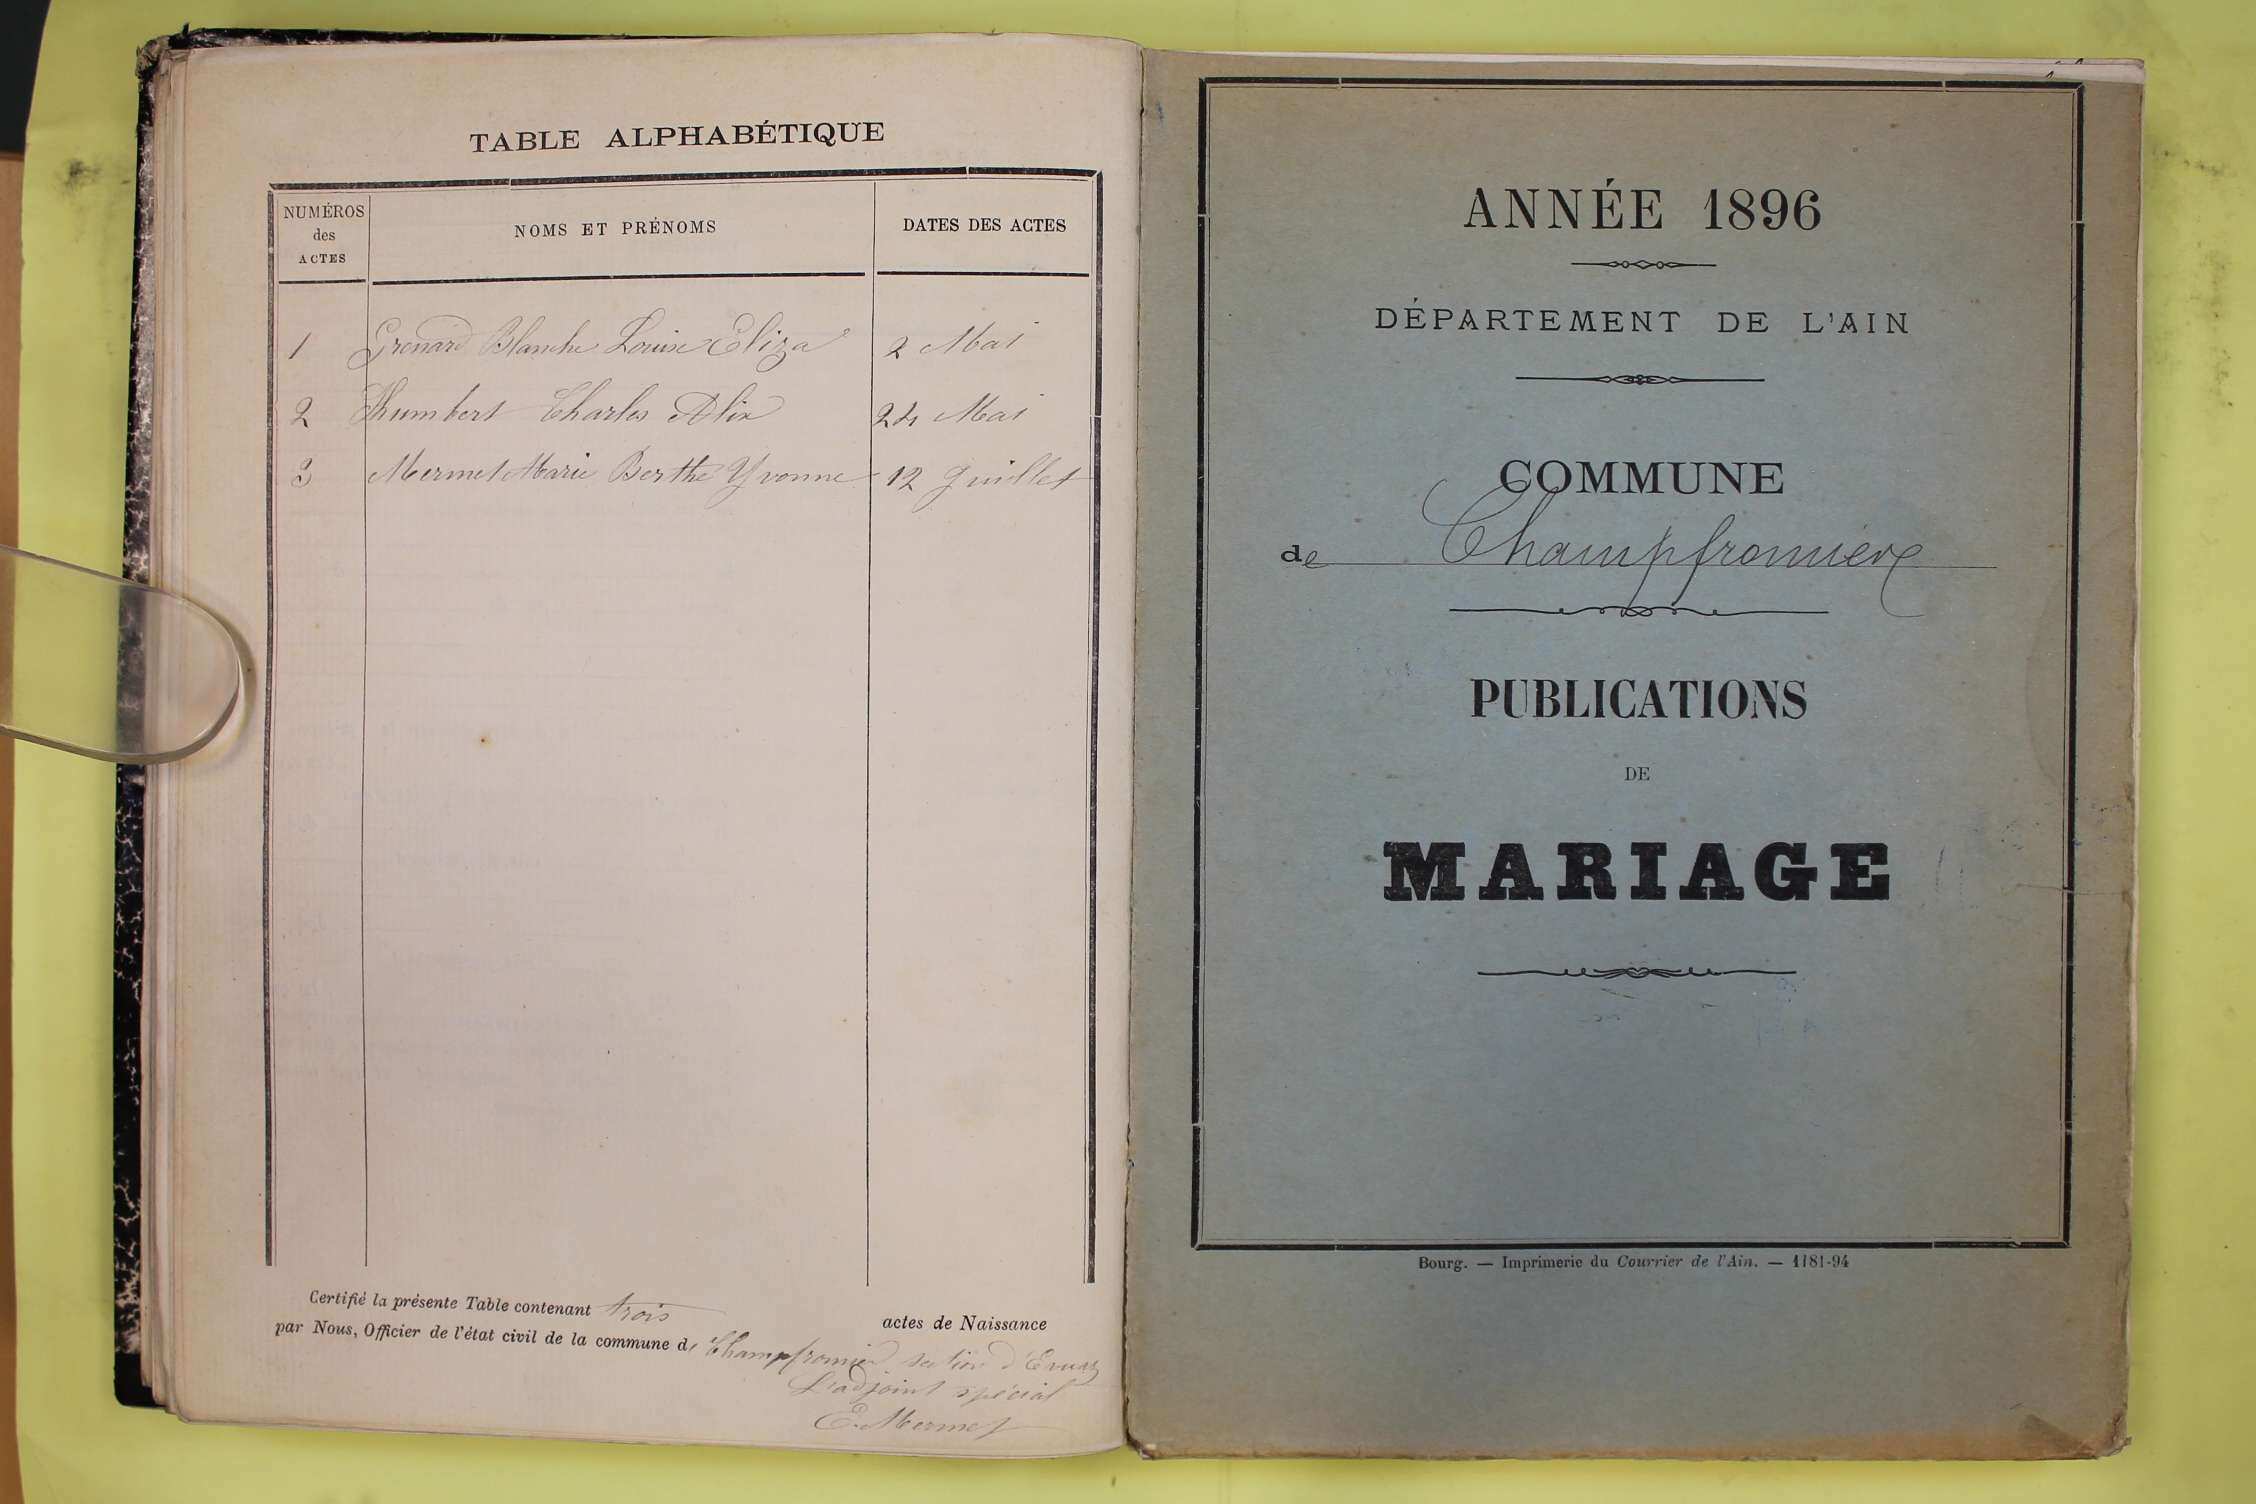 TABLE ALPHABÉTIQUE
NUMÉROS
des
ACTES
NOMS ET PRÉNOMS
DATES DES ACTES
1 Grenard Blanche Louise Eliza 2 Mai
2 Humbert Charles Alix 24 Mai
3 Mermet Marie Berthe Yvonne 12 Juillet
Certifié la présente Table contenant trois actes de Naissance
par Nous, Officier de l'état civil de la commune de Champfromier section d'
L'adjoint spécial
E. Mermet
ANNÉE 1896
DÉPARTEMENT DE L'AIN
COMMUNE
de Champfromière
PUBLICATIONS
DE
MARIAGE
Bourg. — Imprimerie du Courrier de l'Ain. — 1181-94